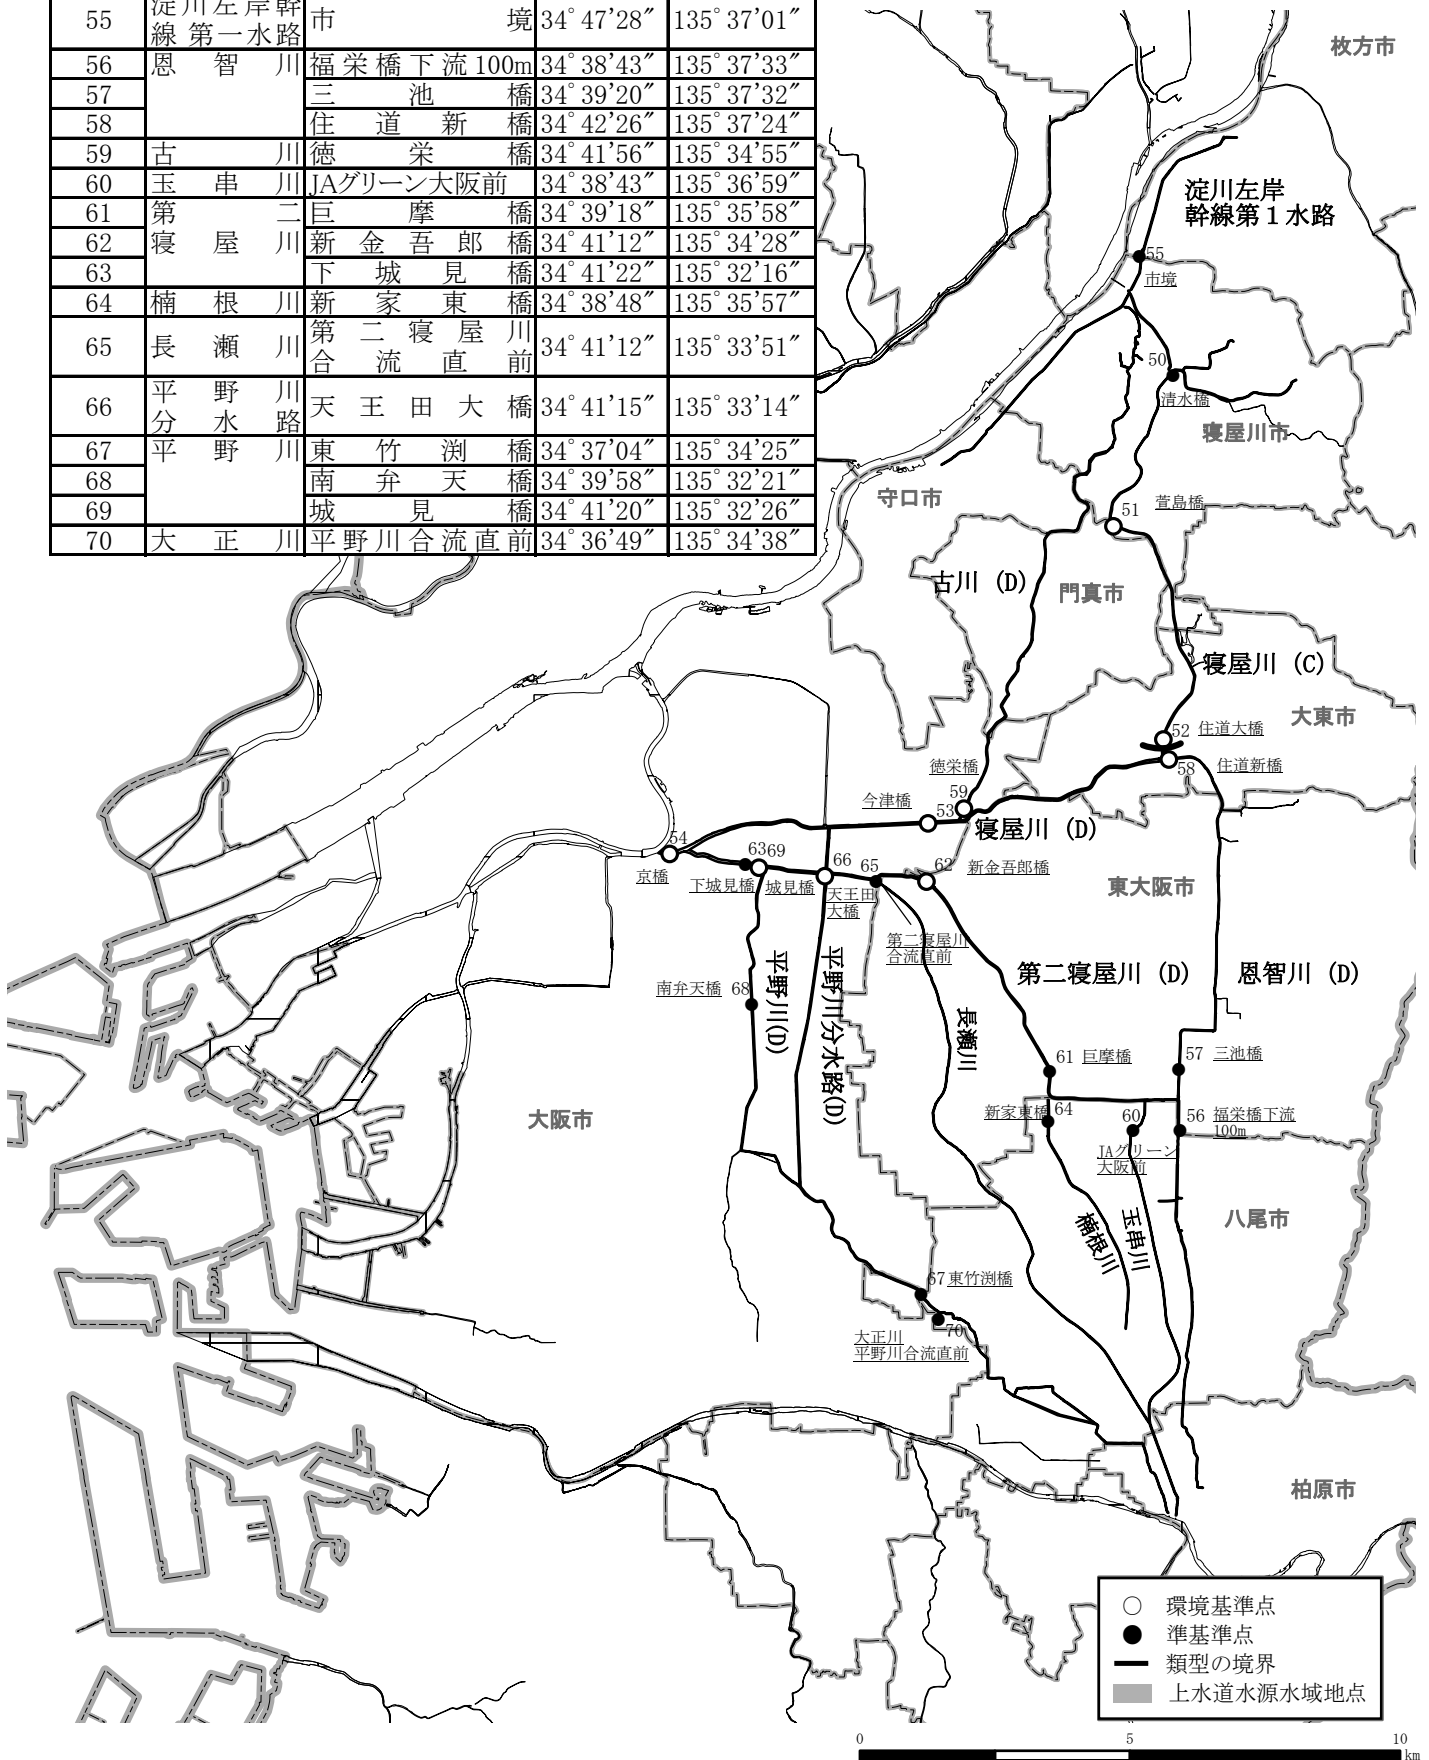 55 淀川左岸幹線 第一水路 市境 34°47’28” 135°37’01”
56 恩智川 福栄橋下流100m 34°38’43” 135°37’33”
57 三池橋 34°39’20” 135°37’32”
58 住道新橋 34°42’26” 135°37’24”
59 古川 徳栄橋 34°41’56” 135°34’55”
60 玉串川 JAグリーン大阪前 34°38’43” 135°36’59”
61 第二 巨摩橋 34°39’18” 135°35’58”
62 寝屋川 新金吾郎橋 34°41’12” 135°34’28”
63 下城見橋 34°41’22” 135°32’16”
64 楠根川 新家東橋 34°38’48” 135°35’57”
65 長瀬川 第二寝屋川合流直前 34°41’12” 135°33’51”
66 平野川分水路 天王田大橋 34°41’15” 135°33’14”
67 平野川 東竹渕橋 34°37’04” 135°34’25”
68 南弁天橋 34°39’58” 135°32’21”
69 城見橋 34°41’20” 135°32’26”
70 大正川 平野川合流直前 34°36’49” 135°34’38”
枚方市
淀川左岸
幹線第1水路
55
市境
50
清水橋
寝屋川市
守口市
51
萱島橋
古川 (D)
門真市
寝屋川 (C)
大東市
52 住道大橋
58 住道新橋
徳栄橋
59
今津橋
53
寝屋川 (D)
54
京橋
63
下城見橋
69
城見橋
66
天王田
大橋
65
第二寝屋川
合流直前
62
新金吾郎橋
東大阪市
第二寝屋川 (D)
恩智川 (D)
南弁天橋 68
平野川(D)
平野川分水路(D)
長瀬川
61 巨摩橋
57 三池橋
大阪市
新家東橋 64
60
JAグリーン
大阪前
56 福栄橋下流
100m
楠根川
玉串川
八尾市
67 東竹渕橋
70
大正川
平野川合流直前
柏原市
○ 環境基準点
● 準基準点
類型の境界
上水道水源水域地点
0 5 10
km